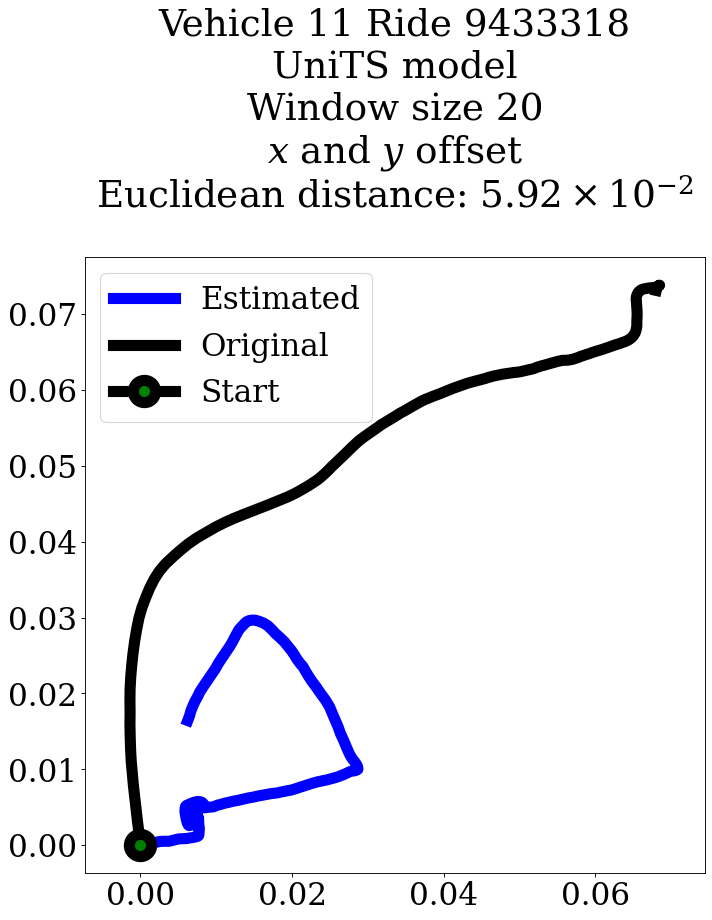 Vehicle 11 Ride 9433318
UniTS model
Window size 20
x and y offset
Euclidean distance: 5.92 × 10⁻²
Estimated
Original
Start
0.07
0.06
0.05
0.04
0.03
0.02
0.01
0.00
0.00 0.02 0.04 0.06